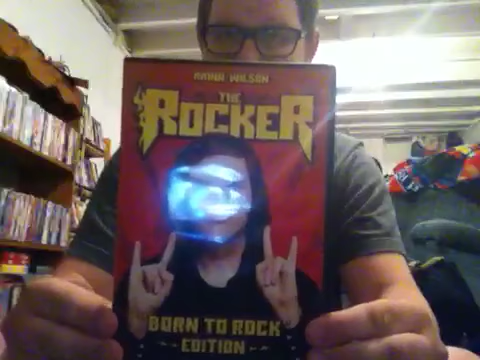 RAINN WILSON
THE
ROCKER
BORN TO ROCK
EDITION